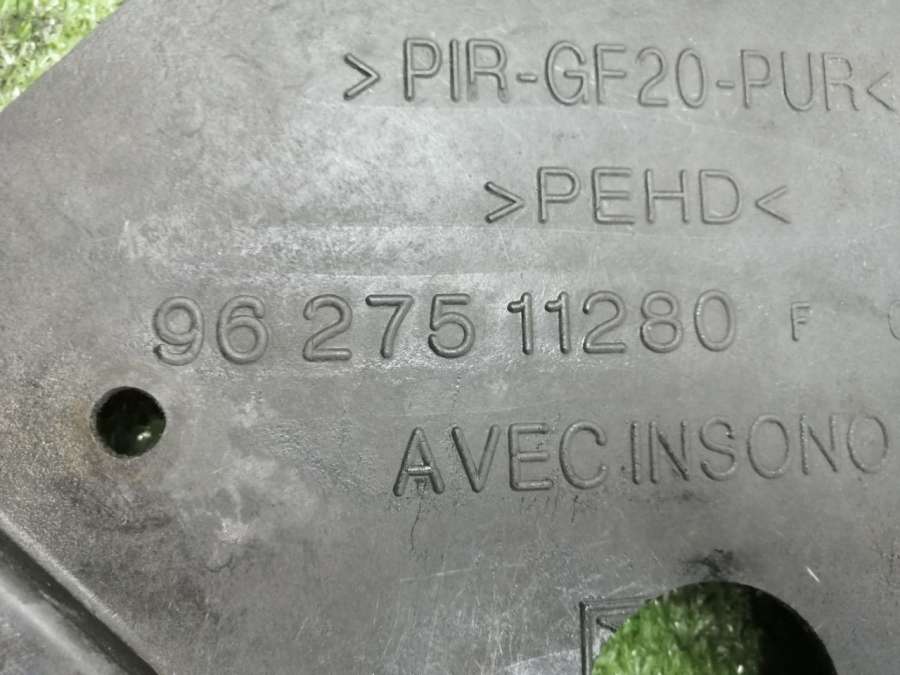 >PIR-GF20-PUR<
>PEHD<
96 275 11280 F
AVEC.INSONO